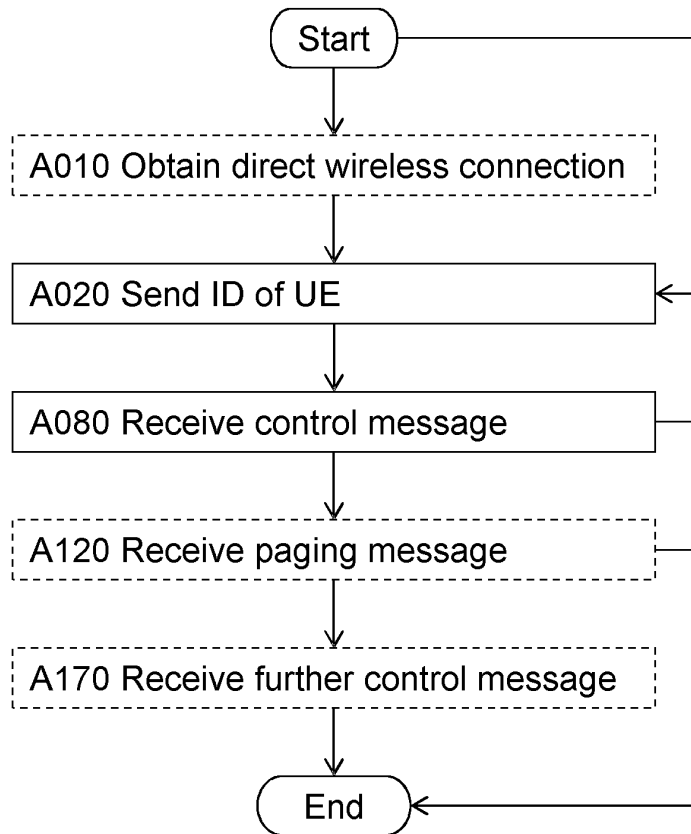 Start
A010 Obtain direct wireless connection
A020 Send ID of UE
A080 Receive control message
A120 Receive paging message
A170 Receive further control message
End